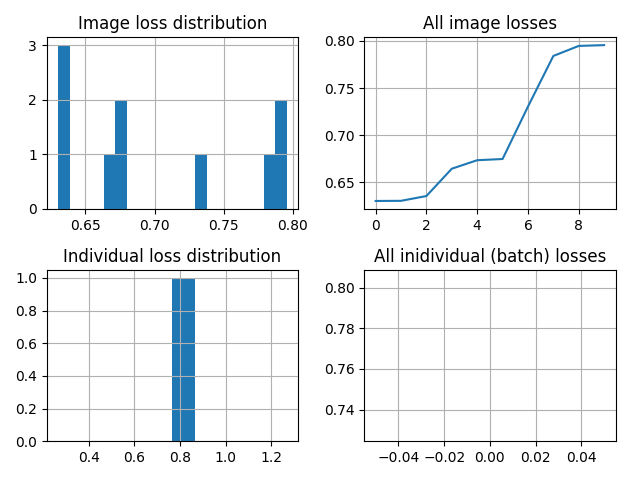 Image loss distribution
3
2
1
0
0.65 0.70 0.75 0.80
All image losses
0.80
0.75
0.70
0.65
0 2 4 6 8
Individual loss distribution
1.0
0.8
0.6
0.4
0.2
0.0
0.4 0.6 0.8 1.0 1.2
All inidividual (batch) losses
0.80
0.78
0.76
0.74
−0.04 −0.02 0.00 0.02 0.04